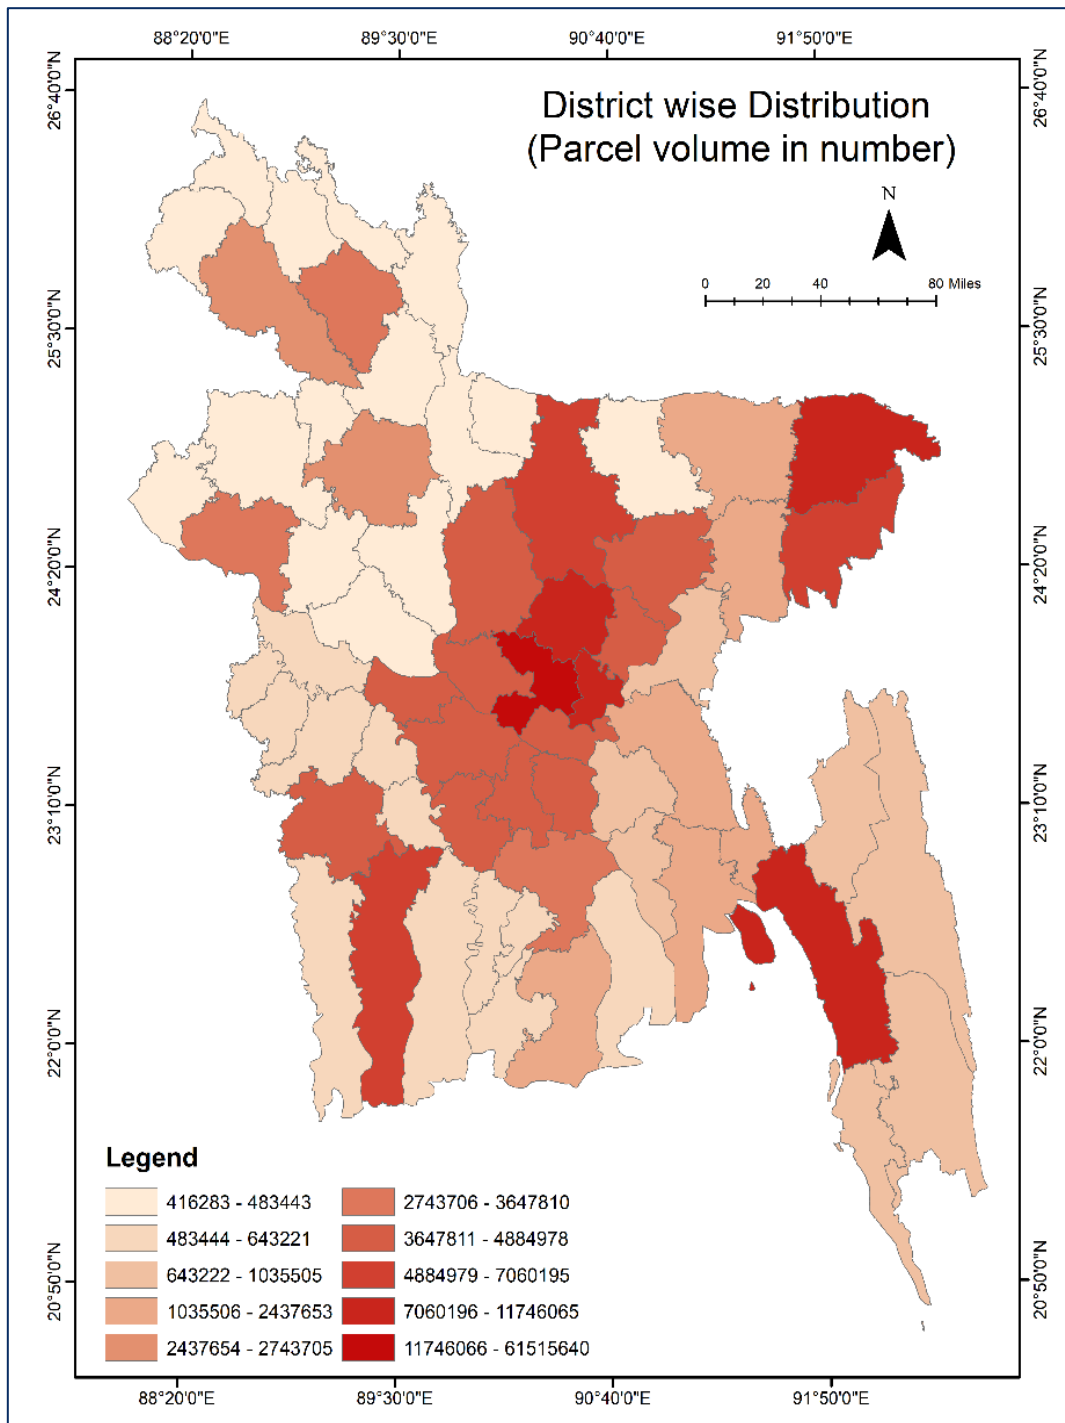 88°20'0"E 89°30'0"E 90°40'0"E 91°50'0"E
26°40'0"N 26°40'0"N
District wise Distribution
(Parcel volume in number)
N
0 20 40 80 Miles
25°30'0"N 25°30'0"N
24°20'0"N 24°20'0"N
23°10'0"N 23°10'0"N
22°0'0"N 22°0'0"N
20°50'0"N 20°50'0"N
Legend
416283 - 483443 2743706 - 3647810
483444 - 643221 3647811 - 4884978
643222 - 1035505 4884979 - 7060195
1035506 - 2437653 7060196 - 11746065
2437654 - 2743705 11746066 - 61515640
88°20'0"E 89°30'0"E 90°40'0"E 91°50'0"E